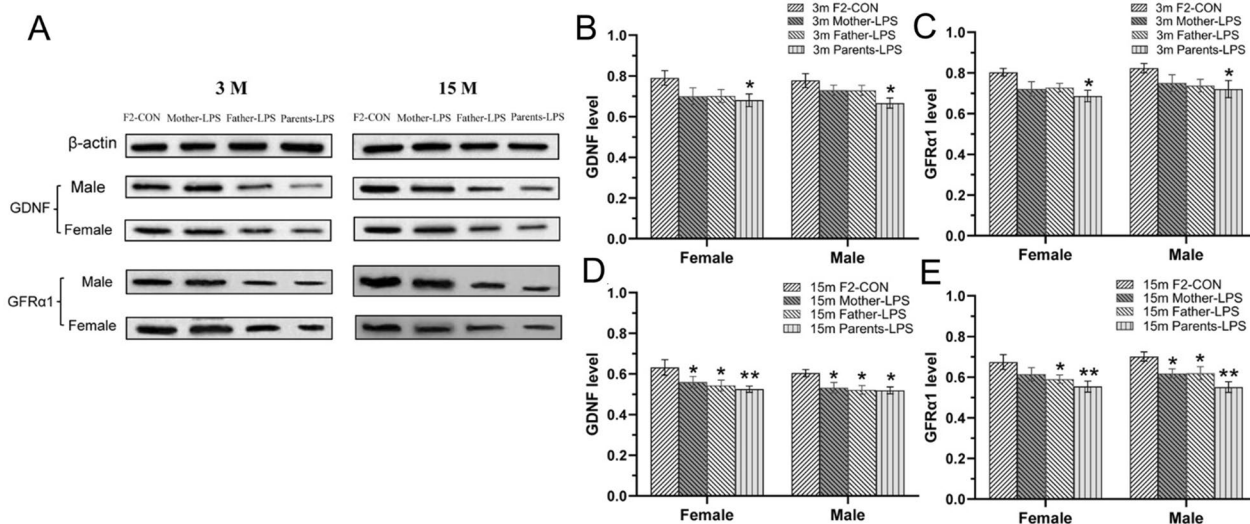 A
3 M
15 M
F2-CON Mother-LPS Father-LPS Parents-LPS
F2-CON Mother-LPS Father-LPS Parents-LPS
β-actin
GDNF
Male
Female
GFRα1
Male
Female
B
3m F2-CON
3m Mother-LPS
3m Father-LPS
3m Parents-LPS
GDNF level
1.0
0.8
0.6
0.4
0.2
0.0
*
*
Female
Male
C
3m F2-CON
3m Mother-LPS
3m Father-LPS
3m Parents-LPS
GFRα1 level
1.0
0.8
0.6
0.4
0.2
0.0
*
*
Female
Male
D
15m F2-CON
15m Mother-LPS
15m Father-LPS
15m Parents-LPS
GDNF level
1.0
0.8
0.6
0.4
0.2
0.0
* * **
* * *
Female
Male
E
15m F2-CON
15m Mother-LPS
15m Father-LPS
15m Parents-LPS
GFRα1 level
1.0
0.8
0.6
0.4
0.2
0.0
* **
* * **
Female
Male